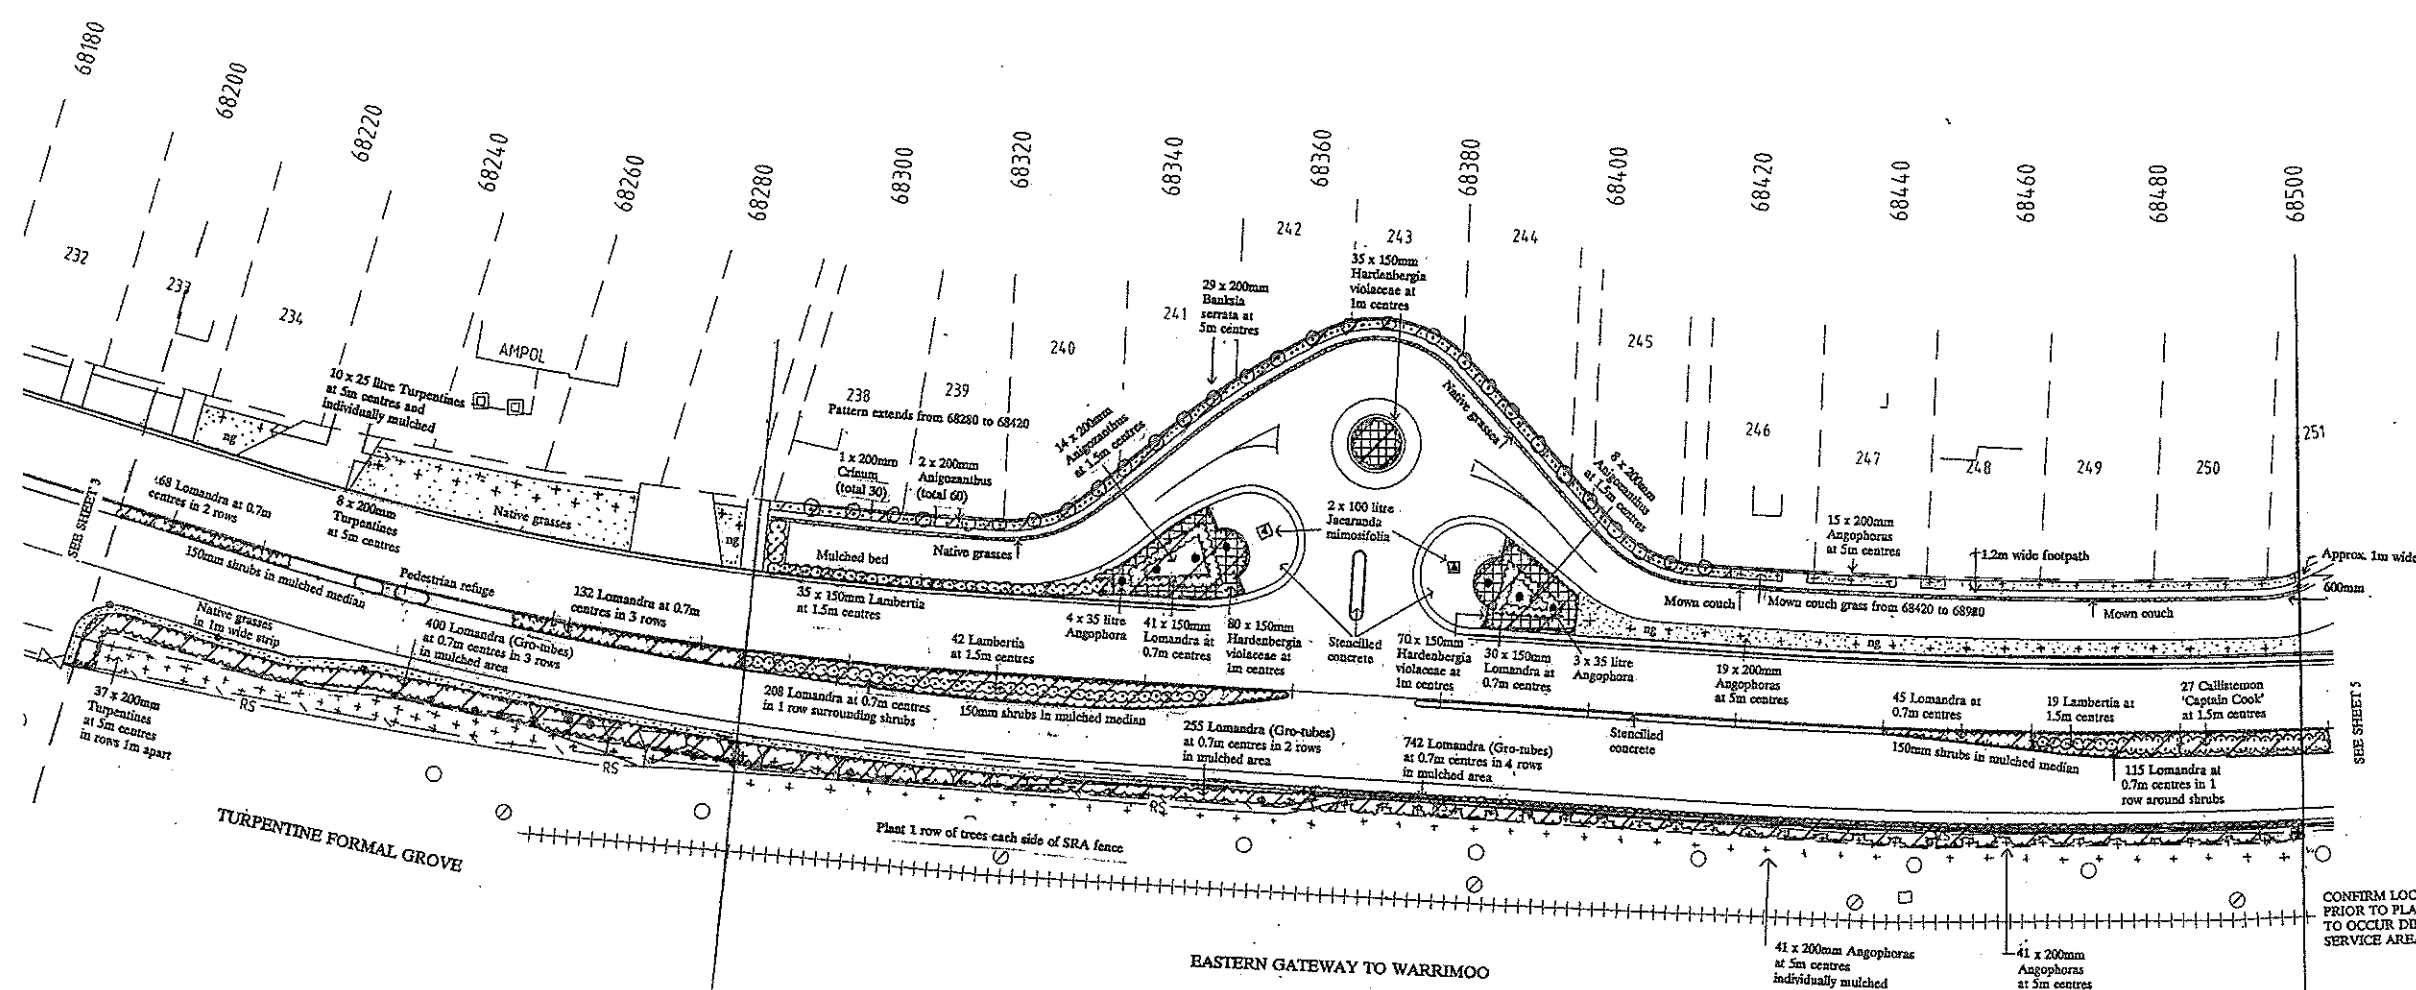 68180
68200
68220
68240
68260
68280
68300
68320
68340
68360
68380
68400
68420
68440
68460
68480
68500
232
233
234
AMPOL
238
239
240
241
242
243
244
245
246
247
248
249
250
251
10 x 25 litre Turpentines
at 5m centres and
individually mulched
ng
Native grasses
ng
Pattern extends from 68280 to 68420
1 x 200mm
Crinum
(total 30)
2 x 200mm
Anigozanthus
(total 60)
14 x 200mm
Anigozanthus
at 1.5m centres
29 x 200mm
Banksia
serrata at
5m centres
35 x 150mm
Hardenbergia
violaceae at
1m centres
Native grasses
8 x 200mm
Anigozanthus
at 1.5m centres
2 x 100 litre
Jacaranda
mimosifolia
15 x 200mm
Angophoras
at 5m centres
1.2m wide footpath
Approx. 1m wide
600mm
Mown couch
Mown couch grass from 68420 to 68980
Mown couch
SEE SHEET 3
68 Lomandra at 0.7m
centres in 2 rows
150mm shrubs in mulched median
8 x 200mm
Turpentines
at 5m centres
Pedestrian refuge
132 Lomandra at 0.7m
centres in 3 rows
Mulched bed
Native grasses
35 x 150mm Lambertia
at 1.5m centres
4 x 35 litre
Angophora
41 x 150mm
Lomandra at
0.7m centres
80 x 150mm
Hardenbergia
violaceae at
1m centres
Stencilled
concrete
70 x 150mm
Hardenbergia
violaceae at
1m centres
30 x 150mm
Lomandra at
0.7m centres
3 x 35 litre
Angophora
ng
ng
19 x 200mm
Angophoras
at 5m centres
Native grasses
in 1m wide strip
400 Lomandra (Gro-tubes)
at 0.7m centres in 3 rows
in mulched area
42 Lambertia
at 1.5m centres
208 Lomandra at 0.7m centres
in 1 row surrounding shrubs
150mm shrubs in mulched median
255 Lomandra (Gro-tubes)
at 0.7m centres in 2 rows
in mulched area
742 Lomandra (Gro-tubes)
at 0.7m centres in 4 rows
in mulched area
Stencilled
concrete
45 Lomandra at
0.7m centres
19 Lambertia at
1.5m centres
27 Callistemon
'Captain Cook'
at 1.5m centres
150mm shrubs in mulched median
115 Lomandra at
0.7m centres in 1
row around shrubs
SEE SHEET 5
37 x 200mm
Turpentines
at 5m centres
in rows 1m apart
RS
RS
RS
TURPENTINE FORMAL GROVE
Plant 1 row of trees each side of SRA fence
EASTERN GATEWAY TO WARRIMOO
41 x 200mm Angophoras
at 5m centres
individually mulched
41 x 200mm
Angophoras
at 5m centres
CONFIRM LOC
PRIOR TO PLA
TO OCCUR DI
SERVICE AREA